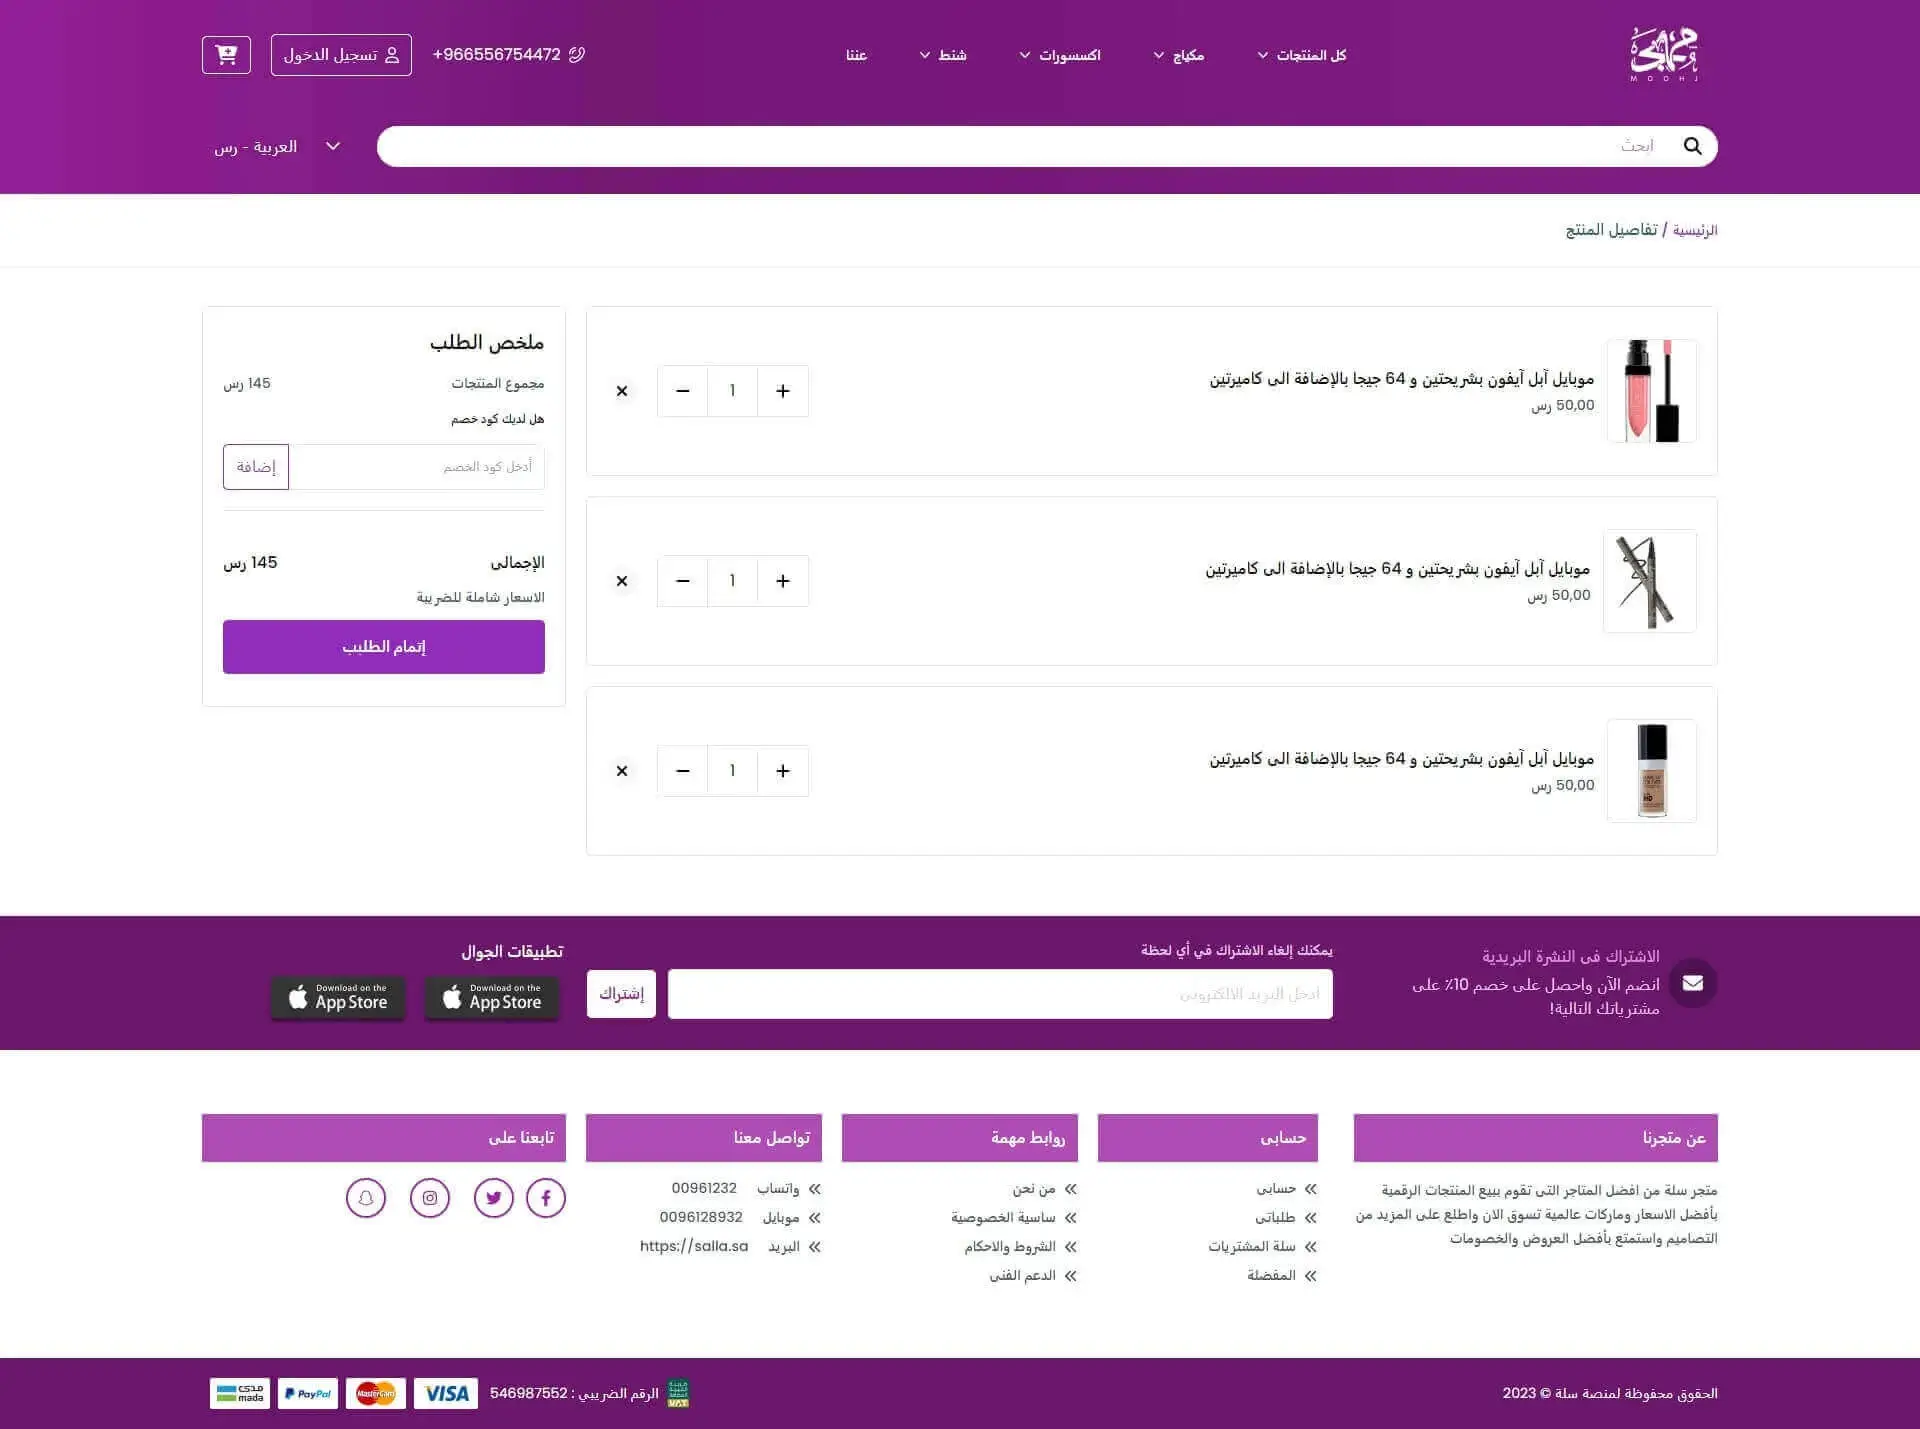 MOOHJ
كل المنتجات
مكياج
اكسسورات
شنط
عننا
+966556754472
تسجيل الدخول
ابحث
العربية - رس
الرئيسية / تفاصيل المنتج
موبايل آبل آيفون بشريحتين و 64 جيجا بالإضافة الى كاميرتين
50,00 رس
1
موبايل آبل آيفون بشريحتين و 64 جيجا بالإضافة الى كاميرتين
50,00 رس
1
موبايل آبل آيفون بشريحتين و 64 جيجا بالإضافة الى كاميرتين
50,00 رس
1
ملخص الطلب
مجموع المنتجات 145 رس
هل لديك كود خصم
أدخل كود الخصم
إضافة
الإجمالى 145 رس
الاسعار شاملة للضريبة
إتمام الطلب
الاشتراك فى النشرة البريدية
انضم الآن واحصل على خصم 10٪ على
مشترياتك التالية!
يمكنك إلغاء الاشتراك في أي لحظة
ادخل البريد الالكترونى
إشتراك
تطبيقات الجوال
Download on the
App Store
Download on the
App Store
عن متجرنا
متجر سلة من افضل المتاجر التى تقوم ببيع المنتجات الرقمية
بأفضل الاسعار وماركات عالمية تسوق الان واطلع على المزيد من
التصاميم واستمتع بأفضل العروض والخصومات
حسابى
حسابى
طلباتى
سلة المشتريات
المفضلة
روابط مهمة
من نحن
ساسية الخصوصية
الشروط والاحكام
الدعم الفنى
تواصل معنا
واتساب 00961232
موبايل 0096128932
البريد https://salla.sa
تابعنا على
الحقوق محفوظة لمنصة سلة © 2023
VAT
الرقم الضريبي : 546987552
VISA
MasterCard
PayPal
مدى
mada